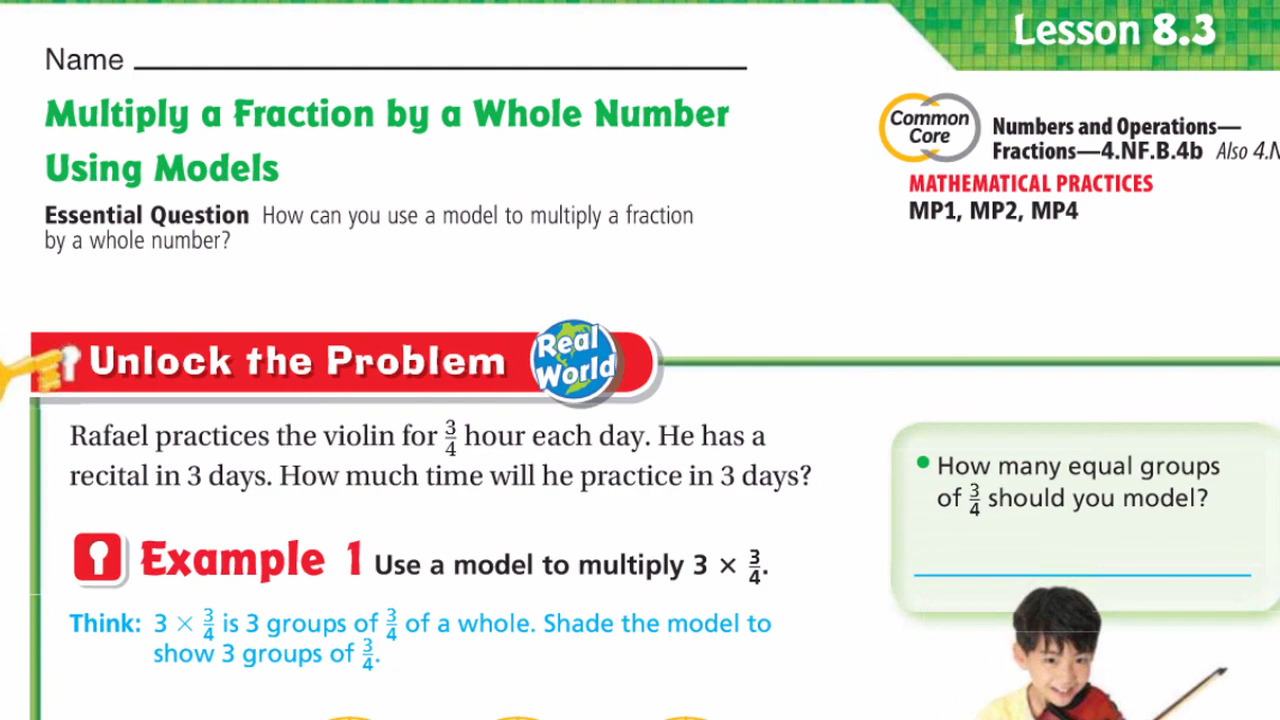 Lesson 8.3
Name
Multiply a Fraction by a Whole Number
Using Models
Essential Question How can you use a model to multiply a fraction
by a whole number?
Common
Core
Numbers and Operations—
Fractions—4.NF.B.4b Also 4.N
MATHEMATICAL PRACTICES
MP1, MP2, MP4
Unlock the Problem
Real
World
Rafael practices the violin for 3/4 hour each day. He has a
recital in 3 days. How much time will he practice in 3 days?
• How many equal groups
of 3/4 should you model?
Example 1 Use a model to multiply 3 × 3/4.
Think: 3 × 3/4 is 3 groups of 3/4 of a whole. Shade the model to
show 3 groups of 3/4.